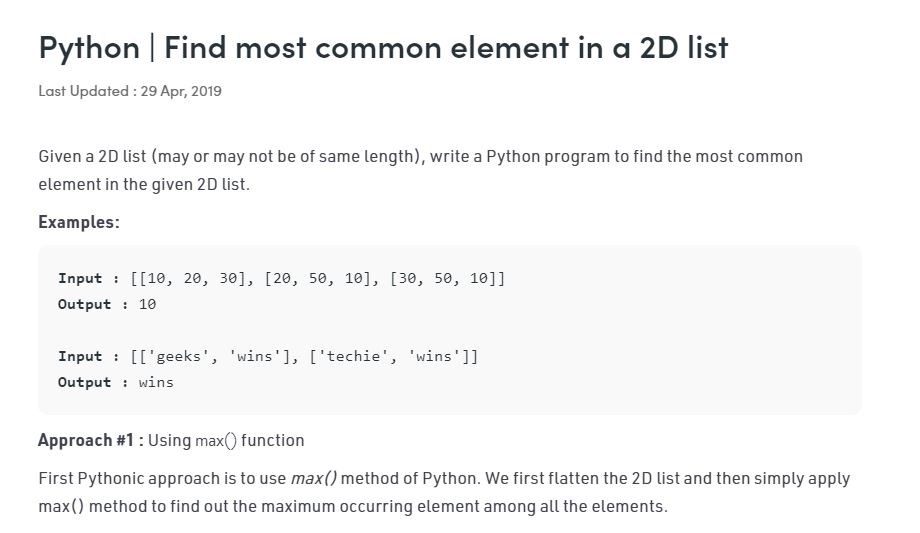 Python | Find most common element in a 2D list
Last Updated : 29 Apr, 2019
Given a 2D list (may or may not be of same length), write a Python program to find the most common
element in the given 2D list.
Examples:
Input : [[10, 20, 30], [20, 50, 10], [30, 50, 10]]
Output : 10
Input : [['geeks', 'wins'], ['techie', 'wins']]
Output : wins
Approach #1 : Using max() function
First Pythonic approach is to use max() method of Python. We first flatten the 2D list and then simply apply
max() method to find out the maximum occurring element among all the elements.